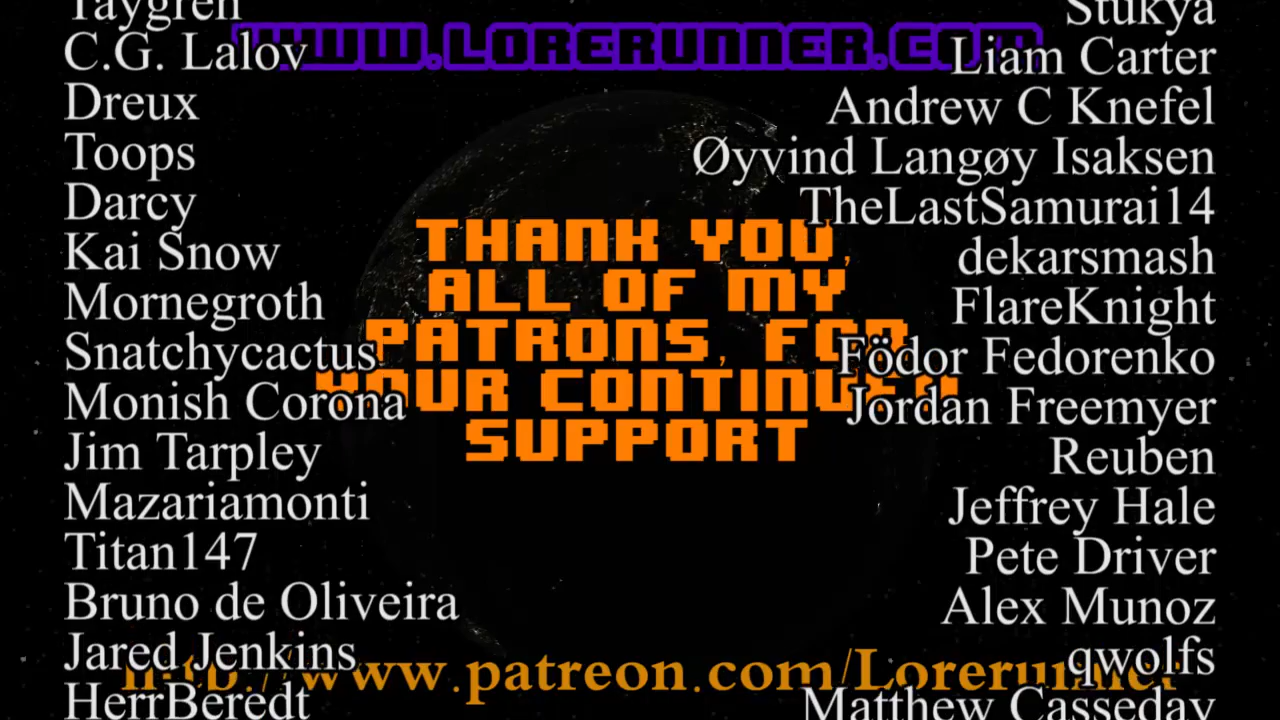 Taygren
C.G. Lalov
Dreux
Toops
Darcy
Kai Snow
Mornegroth
Snatchycactus
Monish Corona
Jim Tarpley
Mazariamonti
Titan147
Bruno de Oliveira
Jared Jenkins
HerrBeredt
WWW.LORERUNNER.COM
THANK YOU,
ALL OF MY
PATRONS, FOR
YOUR CONTINUED
SUPPORT
http://www.patreon.com/Lorerunner
Stukya
Liam Carter
Andrew C Knefel
Øyvind Langøy Isaksen
TheLastSamurai14
dekarsmash
FlareKnight
Födor Fedorenko
Jordan Freemyer
Reuben
Jeffrey Hale
Pete Driver
Alex Munoz
qwolfs
Matthew Casseday